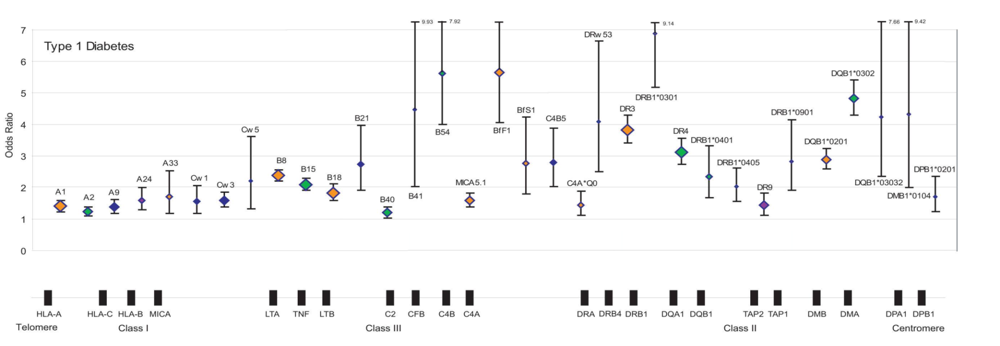 9.93 7.92 9.14 7.66 9.42
7
DRw 53
Type 1 Diabetes
6
DQB1*0302
5
DRB1*0301
BfS1 DR3 DRB1*0901
B21 C4B5
4
Cw 5 B54 BfF1 DR4
DRB1*0401 DQB1*0201
Odds Ratio
3
A33 B8 DRB1*0405
B15 DPB1*0201
A24 Cw 1 Cw 3 B18 MICA5.1 C4A*Q0 DQB1*03032
2
A1 A2 A9 B40 B41 DR9 DMB1*0104
1
0
HLA-A HLA-C HLA-B MICA LTA TNF LTB C2 CFB C4B C4A DRA DRB4 DRB1 DQA1 DQB1 TAP2 TAP1 DMB DMA DPA1 DPB1
Telomere Class I Class III Class II Centromere